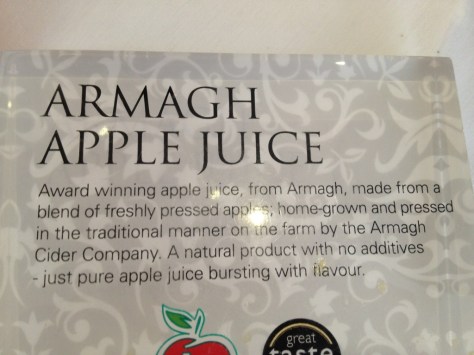 ARMAGH
APPLE JUICE
Award winning apple juice, from Armagh, made from a
blend of freshly pressed apples; home-grown and pressed
in the traditional manner on the farm by the Armagh
Cider Company. A natural product with no additives
- just pure apple juice bursting with flavour.
great
taste